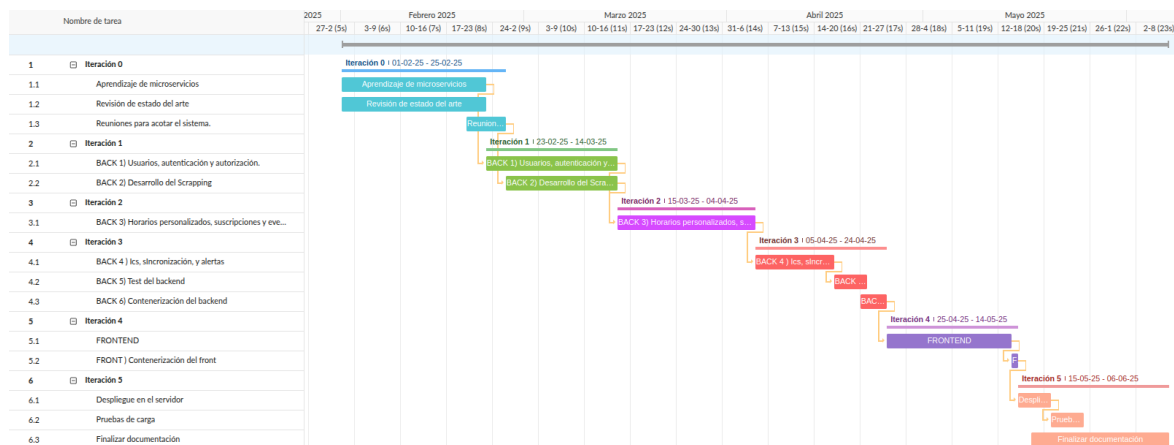 Nombre de tarea
2025 Febrero 2025 Marzo 2025 Abril 2025 Mayo 2025
27-2 (5s) 3-9 (6s) 10-16 (7s) 17-23 (8s) 24-2 (9s) 3-9 (10s) 10-16 (11s) 17-23 (12s) 24-30 (13s) 31-6 (14s) 7-13 (15s) 14-20 (16s) 21-27 (17s) 28-4 (18s) 5-11 (19s) 12-18 (20s) 19-25 (21s) 26-1 (22s) 2-8 (23s)
1 Iteración 0 Iteración 0 I 01-02-25 - 25-02-25
1.1 Aprendizaje de microservicios Aprendizaje de microservicios
1.2 Revisión de estado del arte Revisión de estado del arte
1.3 Reuniones para acotar el sistema. Reunion...
2 Iteración 1 Iteración 1 I 23-02-25 - 14-03-25
2.1 BACK 1) Usuarios, autenticación y autorización. BACK 1) Usuarios, autenticación y...
2.2 BACK 2) Desarrollo del Scrapping BACK 2) Desarrollo del Scra...
3 Iteración 2 Iteración 2 I 15-03-25 - 04-04-25
3.1 BACK 3) Horarios personalizados, suscripciones y eve... BACK 3) Horarios personalizados, s...
4 Iteración 3 Iteración 3 I 05-04-25 - 24-04-25
4.1 BACK 4 ) Ics, sIncronización, y alertas BACK 4 ) Ics, sIncr...
4.2 BACK 5) Test del backend BACK ...
4.3 BACK 6) Contenerización del backend BAC...
5 Iteración 4 Iteración 4 I 25-04-25 - 14-05-25
5.1 FRONTEND FRONTEND
5.2 FRONT ) Contenerización del front F
6 Iteración 5 Iteración 5 I 15-05-25 - 06-06-25
6.1 Despliegue en el servidor Despli...
6.2 Pruebas de carga Prueb...
6.3 Finalizar documentación Finalizar documentación